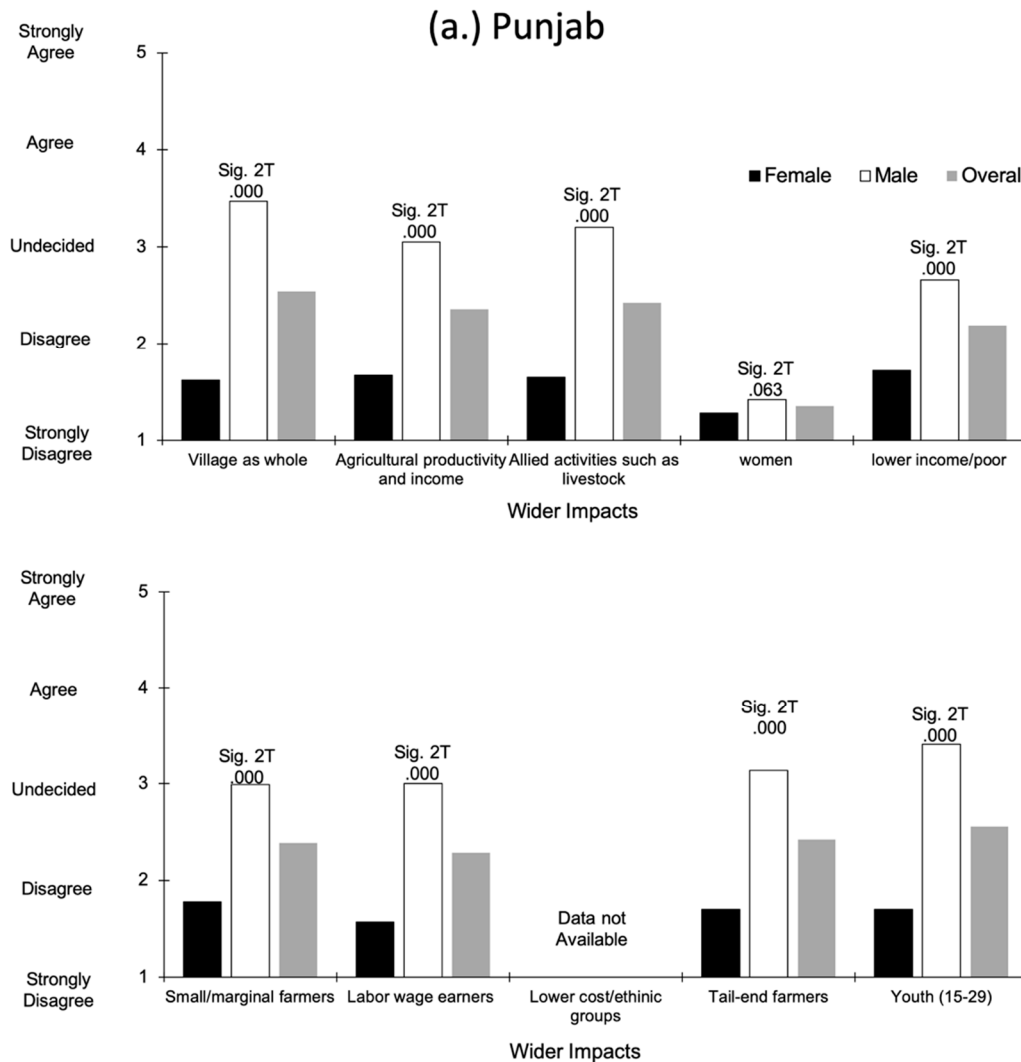 (a.) Punjab
Strongly
Agree
5
Agree
4
Undecided
3
Disagree
2
Strongly
Disagree
1
Female Male Overal
Sig. 2T
.000
Sig. 2T
.000
Sig. 2T
.000
Sig. 2T
.063
Sig. 2T
.000
Village as whole
Agricultural productivity
and income
Allied activities such as
livestock
women
lower income/poor
Wider Impacts
Strongly
Agree
5
Agree
4
Undecided
3
Disagree
2
Strongly
Disagree
1
Sig. 2T
.000
Sig. 2T
.000
Data not
Available
Sig. 2T
.000
Sig. 2T
.000
Small/marginal farmers
Labor wage earners
Lower cost/ethinic
groups
Tail-end farmers
Youth (15-29)
Wider Impacts